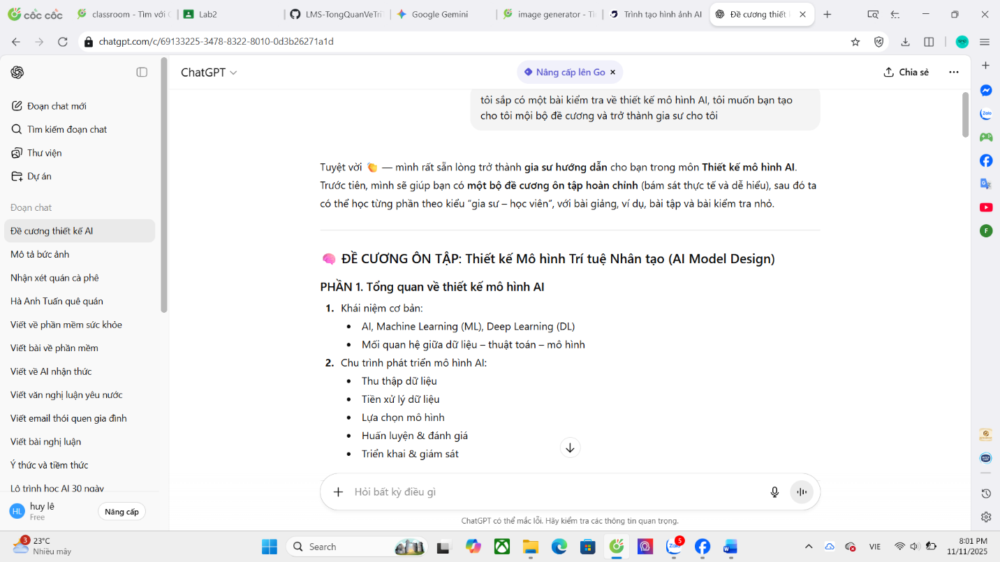 cốc cốc
classroom - Tìm với C
Lab2
LMS-TongQuanVeTri
Google Gemini
image generator - Tì
Trình tạo hình ảnh AI
Đề cương thiết
chatgpt.com/c/69133225-3478-8322-8010-0d3b26271a1d
ChatGPT
Nâng cấp lên Go
Chia sẻ
Đoạn chat mới
Tìm kiếm đoạn chat
Thư viện
Dự án
Đoạn chat
Đề cương thiết kế AI
Mô tả bức ảnh
Nhận xét quán cà phê
Hà Anh Tuấn quê quán
Viết về phần mềm sức khỏe
Viết bài về phần mềm
Viết về AI nhận thức
Viết văn nghị luận yêu nước
Viết email thói quen gia đình
Viết bài nghị luận
Ý thức và tiềm thức
Lộ trình học AI 30 ngày
HL
huy lê
Free
Nâng cấp
tôi sắp có một bài kiểm tra về thiết kế mô hình AI, tôi muốn bạn tạo
cho tôi mội bộ đề cương và trở thành gia sư cho tôi
Tuyệt vời 👏 — mình rất sẵn lòng trở thành gia sư hướng dẫn cho bạn trong môn Thiết kế mô hình AI.
Trước tiên, mình sẽ giúp bạn có một bộ đề cương ôn tập hoàn chỉnh (bám sát thực tế và dễ hiểu), sau đó ta
có thể học từng phần theo kiểu “gia sư – học viên”, với bài giảng, ví dụ, bài tập và bài kiểm tra nhỏ.
🧠 ĐỀ CƯƠNG ÔN TẬP: Thiết kế Mô hình Trí tuệ Nhân tạo (AI Model Design)
PHẦN 1. Tổng quan về thiết kế mô hình AI
1. Khái niệm cơ bản:
• AI, Machine Learning (ML), Deep Learning (DL)
• Mối quan hệ giữa dữ liệu – thuật toán – mô hình
2. Chu trình phát triển mô hình AI:
• Thu thập dữ liệu
• Tiền xử lý dữ liệu
• Lựa chọn mô hình
• Huấn luyện & đánh giá
• Triển khai & giám sát
Hỏi bất kỳ điều gì
ChatGPT có thể mắc lỗi. Hãy kiểm tra các thông tin quan trọng.
Zalo
F
3
23°C
Nhiều mây
Search
Zalo
5
VIE
8:01 PM
11/11/2025